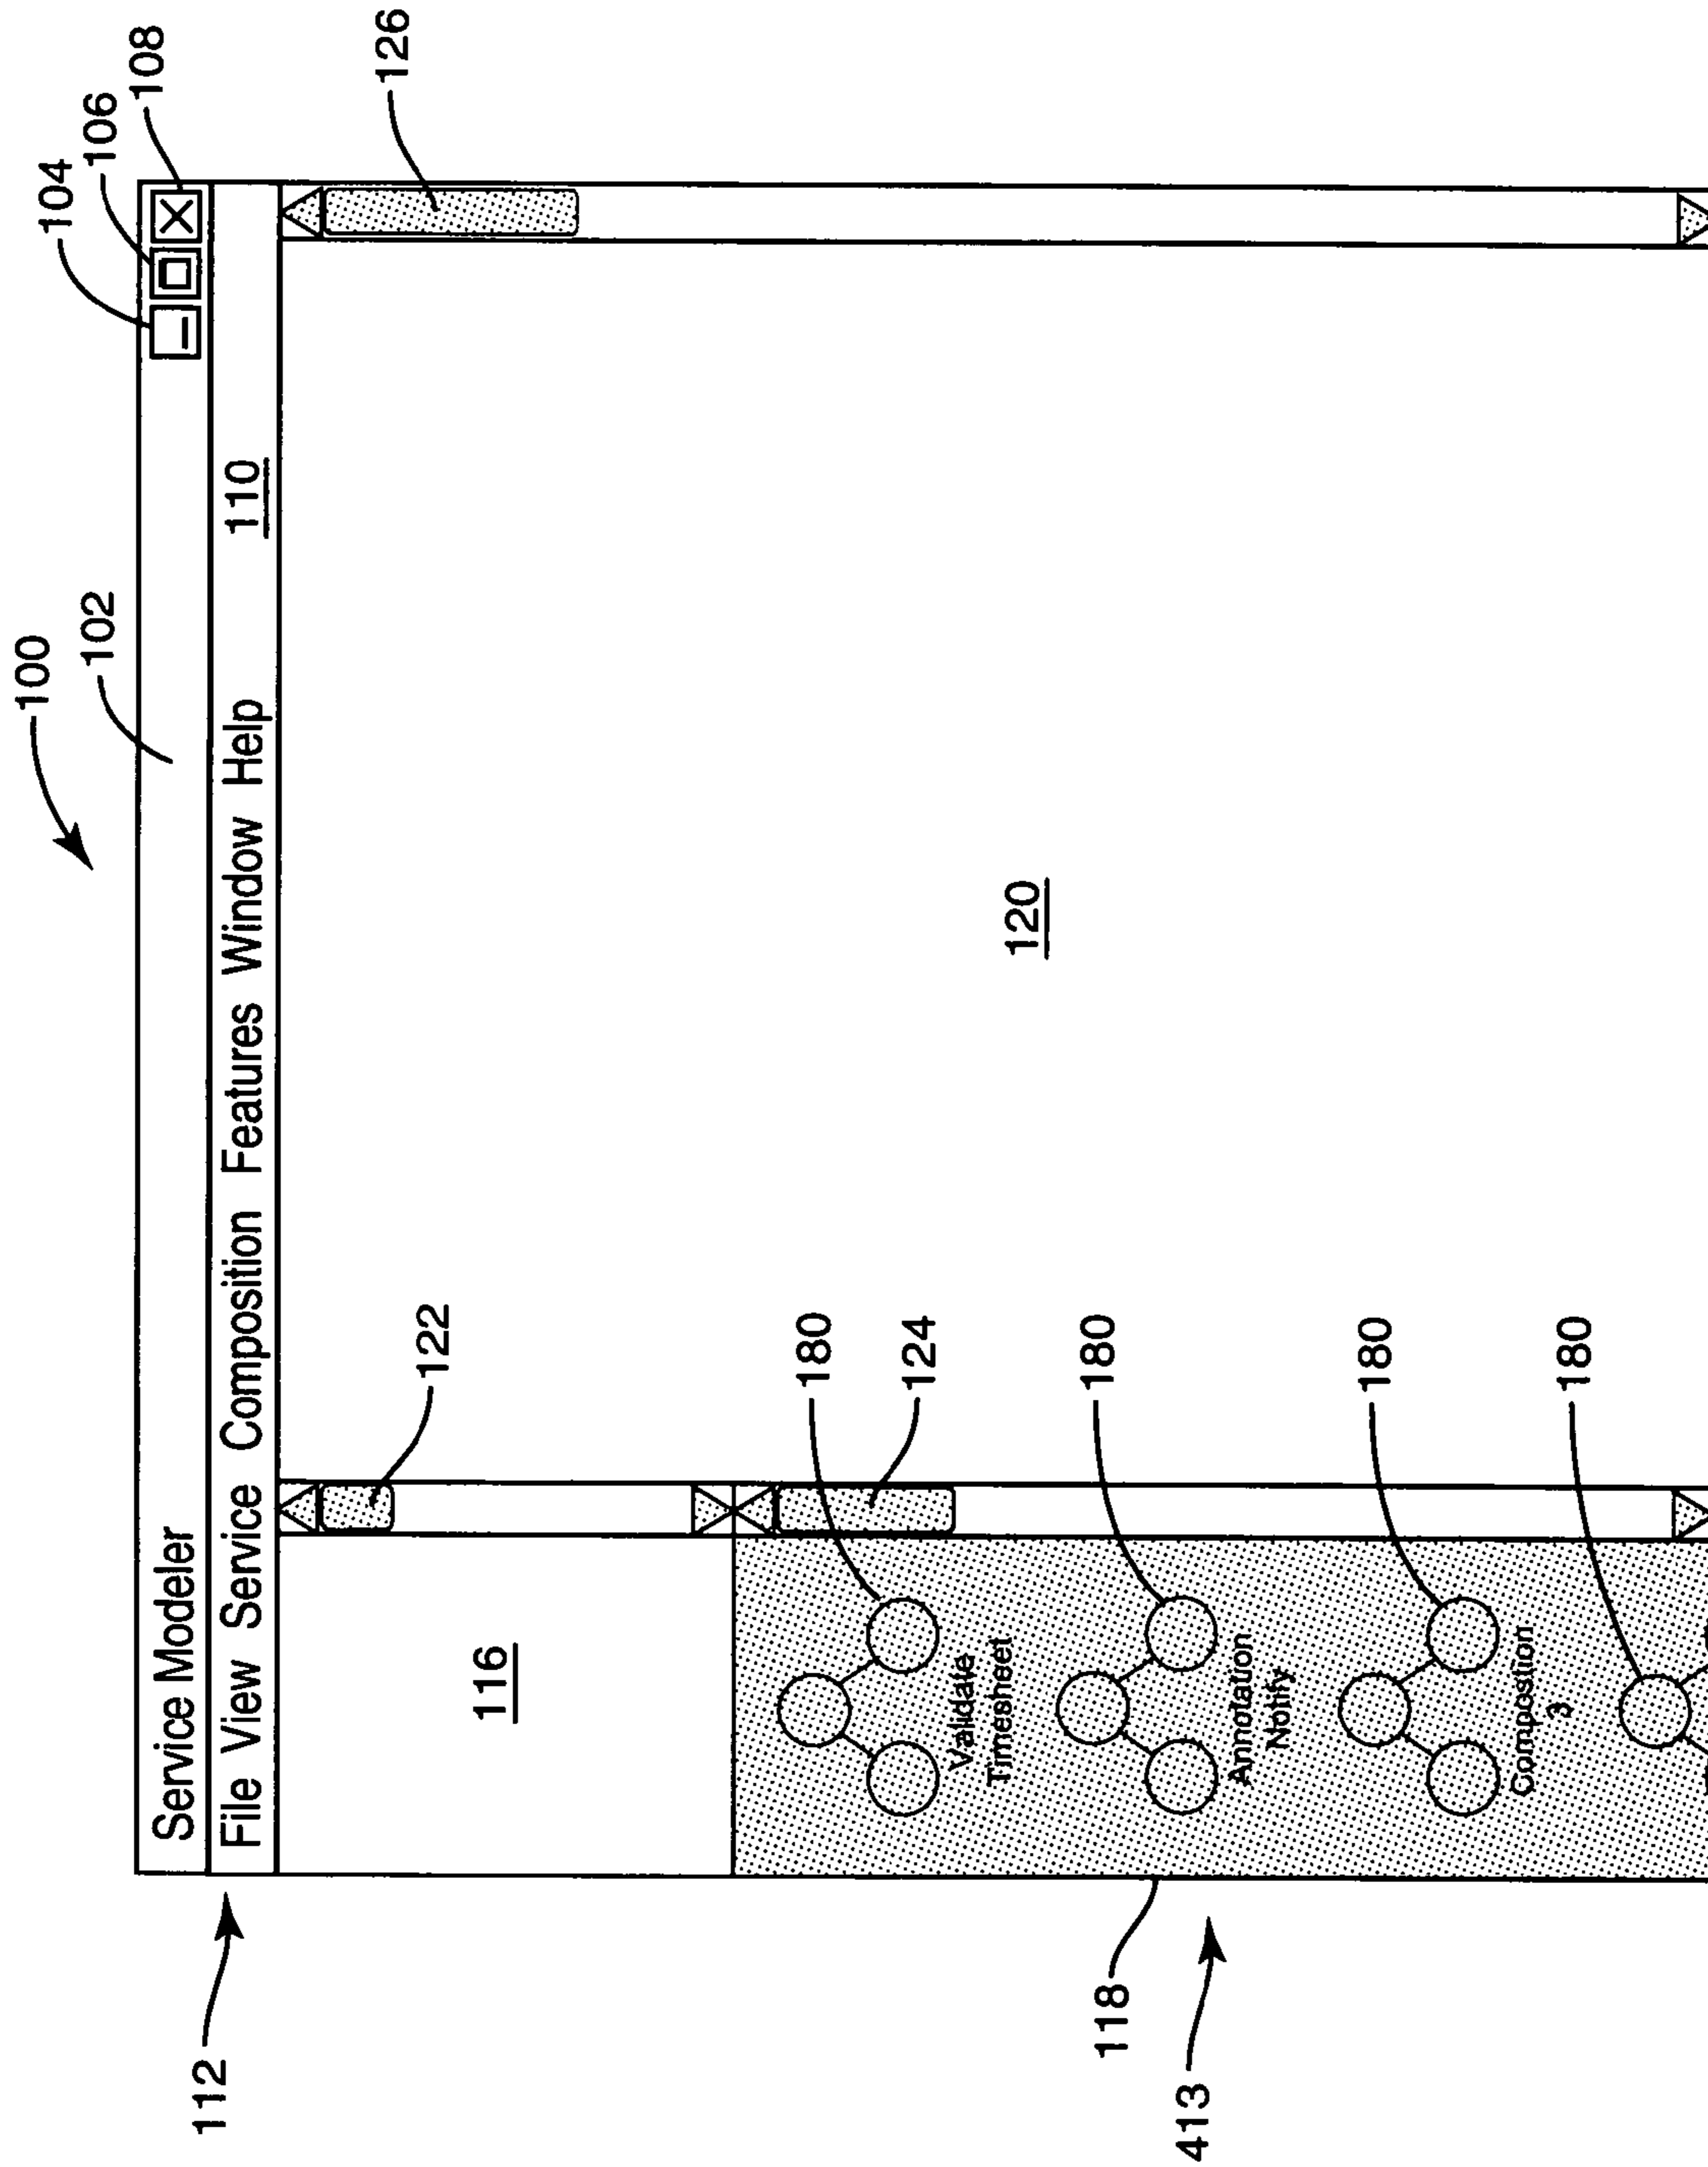 100
102
104
106
108
Service Modeler
112
File View Service Composition Features Window Help
110
122
126
116
180
124
120
Validate
Timesheet
180
118
413
Annotation
Notify
180
Compostion
3
180